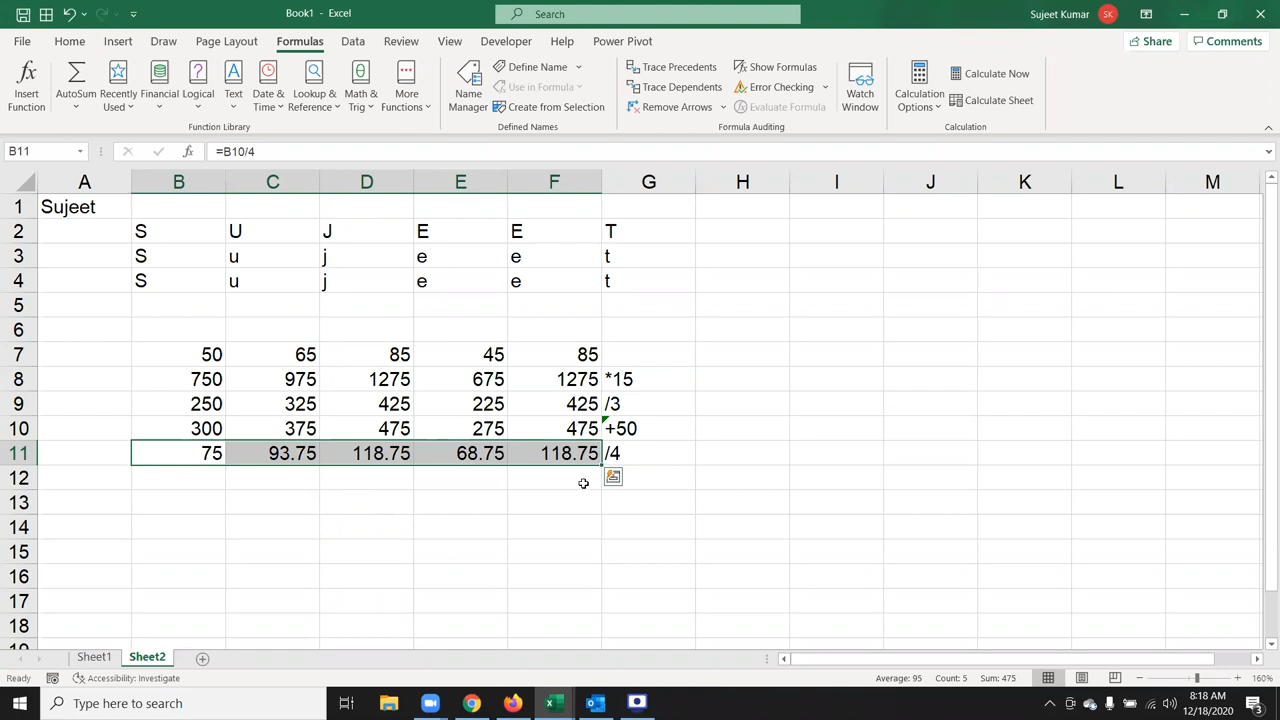 Book1 - Excel
Search
Sujeet Kumar
SK
File Home Insert Draw Page Layout Formulas Data Review View Developer Help Power Pivot
Share
Comments
Insert Function
AutoSum
Recently Used
Financial
Logical
Text
Date & Time
Lookup & Reference
Math & Trig
More Functions
Function Library
Name Manager
Define Name
Use in Formula
Create from Selection
Defined Names
Trace Precedents
Trace Dependents
Remove Arrows
Show Formulas
Error Checking
Evaluate Formula
Formula Auditing
Watch Window
Calculation Options
Calculate Now
Calculate Sheet
Calculation
B11
fx
=B10/4
A B C D E F G H I J K L M
1 Sujeet
2 S U J E E T
3 S u j e e t
4 S u j e e t
5
6
7 50 65 85 45 85
8 750 975 1275 675 1275 *15
9 250 325 425 225 425 /3
10 300 375 475 275 475 +50
11 75 93.75 118.75 68.75 118.75 /4
12
13
14
15
16
17
18
19
Sheet1 Sheet2
Ready
Accessibility: Investigate
Average: 95 Count: 5 Sum: 475
160%
Type here to search
8:18 AM
12/18/2020
3